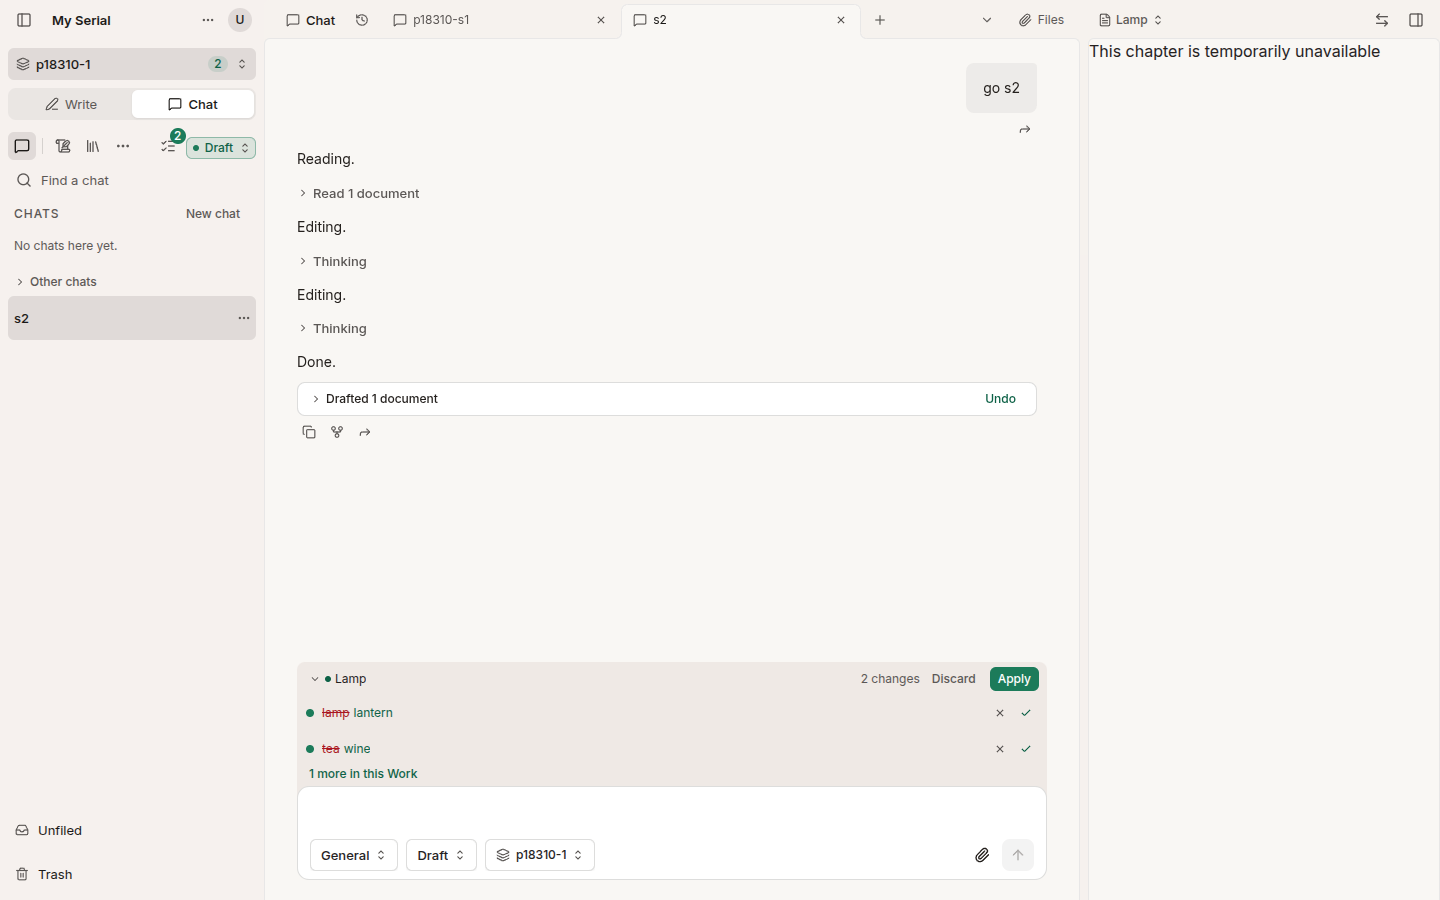 My Serial
U
p18310-1
2
Write
Chat
2
Draft
Find a chat
CHATS
New chat
No chats here yet.
Other chats
s2
Unfiled
Trash
Chat
p18310-s1
s2
Files
Lamp
go s2
Reading.
Read 1 document
Editing.
Thinking
Editing.
Thinking
Done.
Drafted 1 document
Undo
Lamp
2 changes
Discard
Apply
lamp lantern
tea wine
1 more in this Work
General
Draft
p18310-1
This chapter is temporarily unavailable